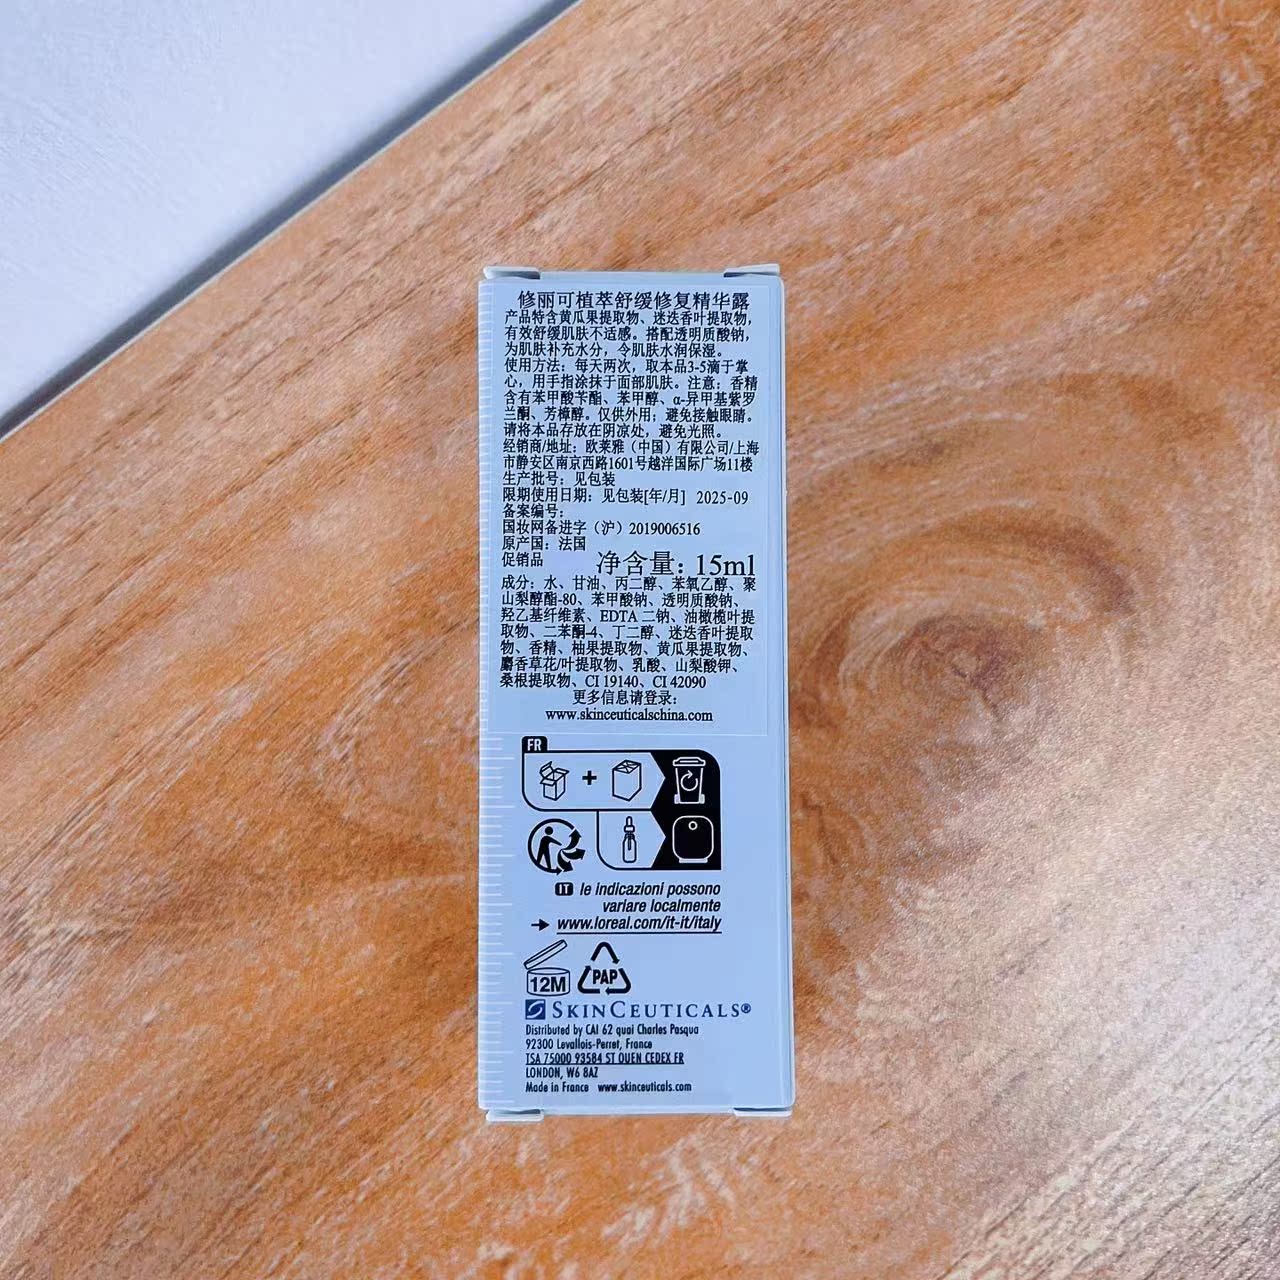 修丽可植萃舒缓修复精华露
产品特含黄瓜果提取物、迷迭香叶提取物,
有效舒缓肌肤不适感。搭配透明质酸钠,
为肌肤补充水分，令肌肤水润保湿。
使用方法：每天两次，取本品3-5滴于掌
心，用手指涂抹于面部肌肤。注意：香精
含有苯甲酸苄酯、苯甲醇、α-异甲基紫罗
兰酮、芳樟醇。仅供外用；避免接触眼睛。
请将本品存放在阴凉处，避免光照。
经销商/地址：欧莱雅（中国）有限公司/上海
市静安区南京西路1601号越洋国际广场11楼
生产批号：见包装
限期使用日期：见包装[年/月] 2025-09
备案编号：
国妆网备进字（沪）2019006516
原产国：法国
促销品 净含量：15ml
成分：水、甘油、丙二醇、苯氧乙醇、聚
山梨醇酯-80、苯甲酸钠、透明质酸钠、
羟乙基纤维素、EDTA 二钠、油橄榄叶提
取物、二苯酮-4、丁二醇、迷迭香叶提取
物、香精、柚果提取物、黄瓜果提取物、
麝香草花/叶提取物、乳酸、山梨酸钾、
桑根提取物、CI 19140、CI 42090
更多信息请登录：
www.skinceuticalschina.com
FR
+
IT le indicazioni possono
variare localmente
→ www.loreal.com/it-it/italy
12M PAP
SKINCEUTICALS®
Distributed by CAI 62 quai Charles Pasqua
92300 Levallois-Perret, France
TSA 75000 93584 ST OUEN CEDEX FR
LONDON, W6 8AZ
Made in France www.skinceuticals.com